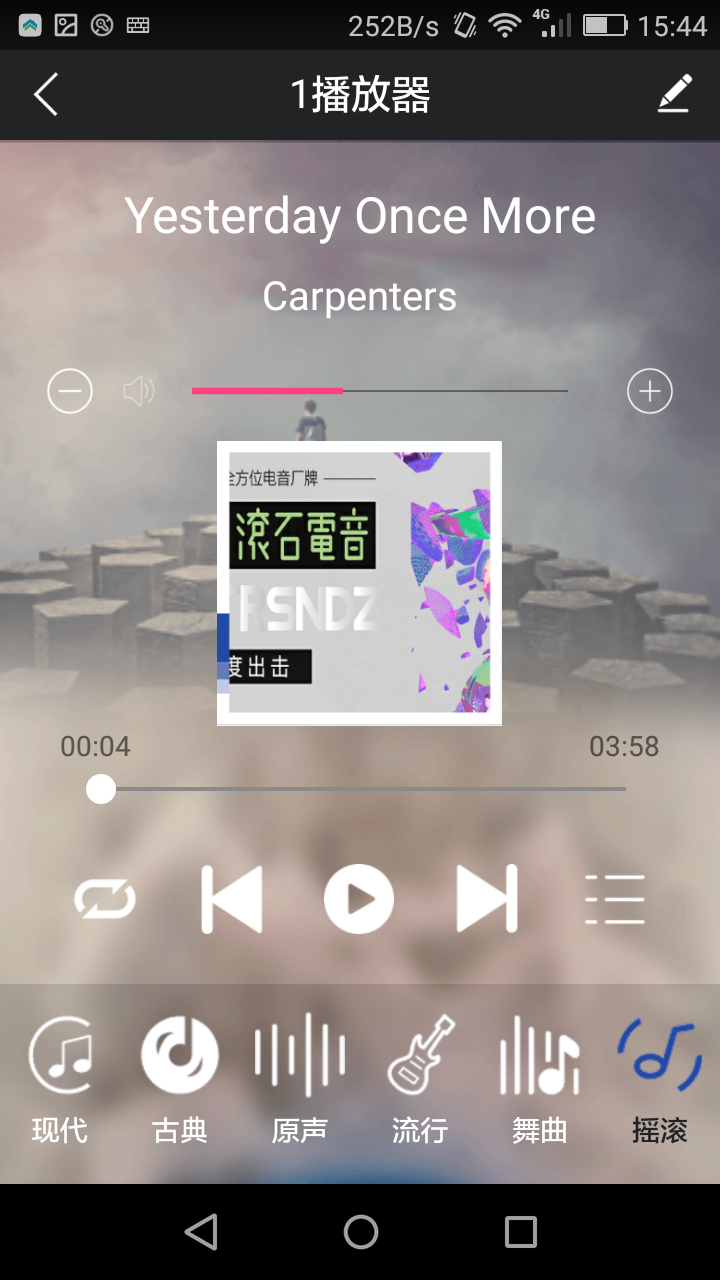 252B/s 4G 15:44
1播放器
Yesterday Once More
Carpenters
全方位电音厂牌
滚石電音
RSNDZ
度出击
00:04 03:58
现代 古典 原声 流行 舞曲 摇滚